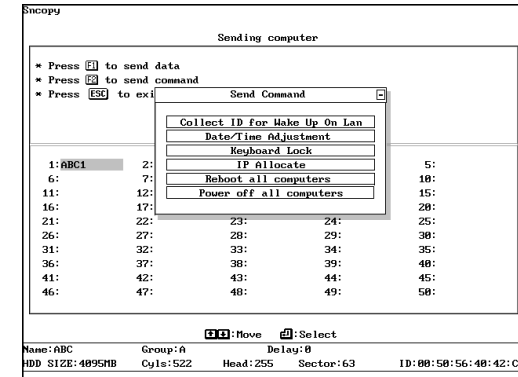 Sncopy
Sending computer
* Press F1 to send data
* Press F2 to send command
* Press ESC to exi
Send Command
Collect ID for Wake Up On Lan
Date/Time Adjustment
Keyboard Lock
IP Allocate
Reboot all computers
Power off all computers
1:ABC1 2: 5:
6: 7: 10:
11: 12: 15:
16: 17: 20:
21: 22: 23: 24: 25:
26: 27: 28: 29: 30:
31: 32: 33: 34: 35:
36: 37: 38: 39: 40:
41: 42: 43: 44: 45:
46: 47: 48: 49: 50:
:Move :Select
Name:ABC Group:A Delay:0
HDD SIZE:4095MB Cyls:522 Head:255 Sector:63 ID:00:50:56:40:42:C